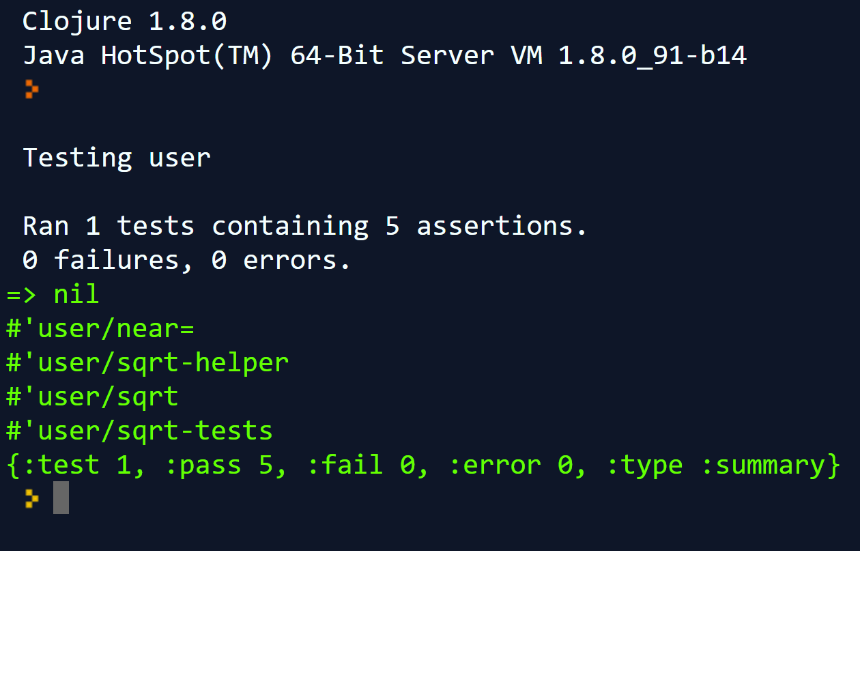 Clojure 1.8.0
Java HotSpot(TM) 64-Bit Server VM 1.8.0_91-b14
>
Testing user
Ran 1 tests containing 5 assertions.
0 failures, 0 errors.
=> nil
#'user/near=
#'user/sqrt-helper
#'user/sqrt
#'user/sqrt-tests
{:test 1, :pass 5, :fail 0, :error 0, :type :summary}
>